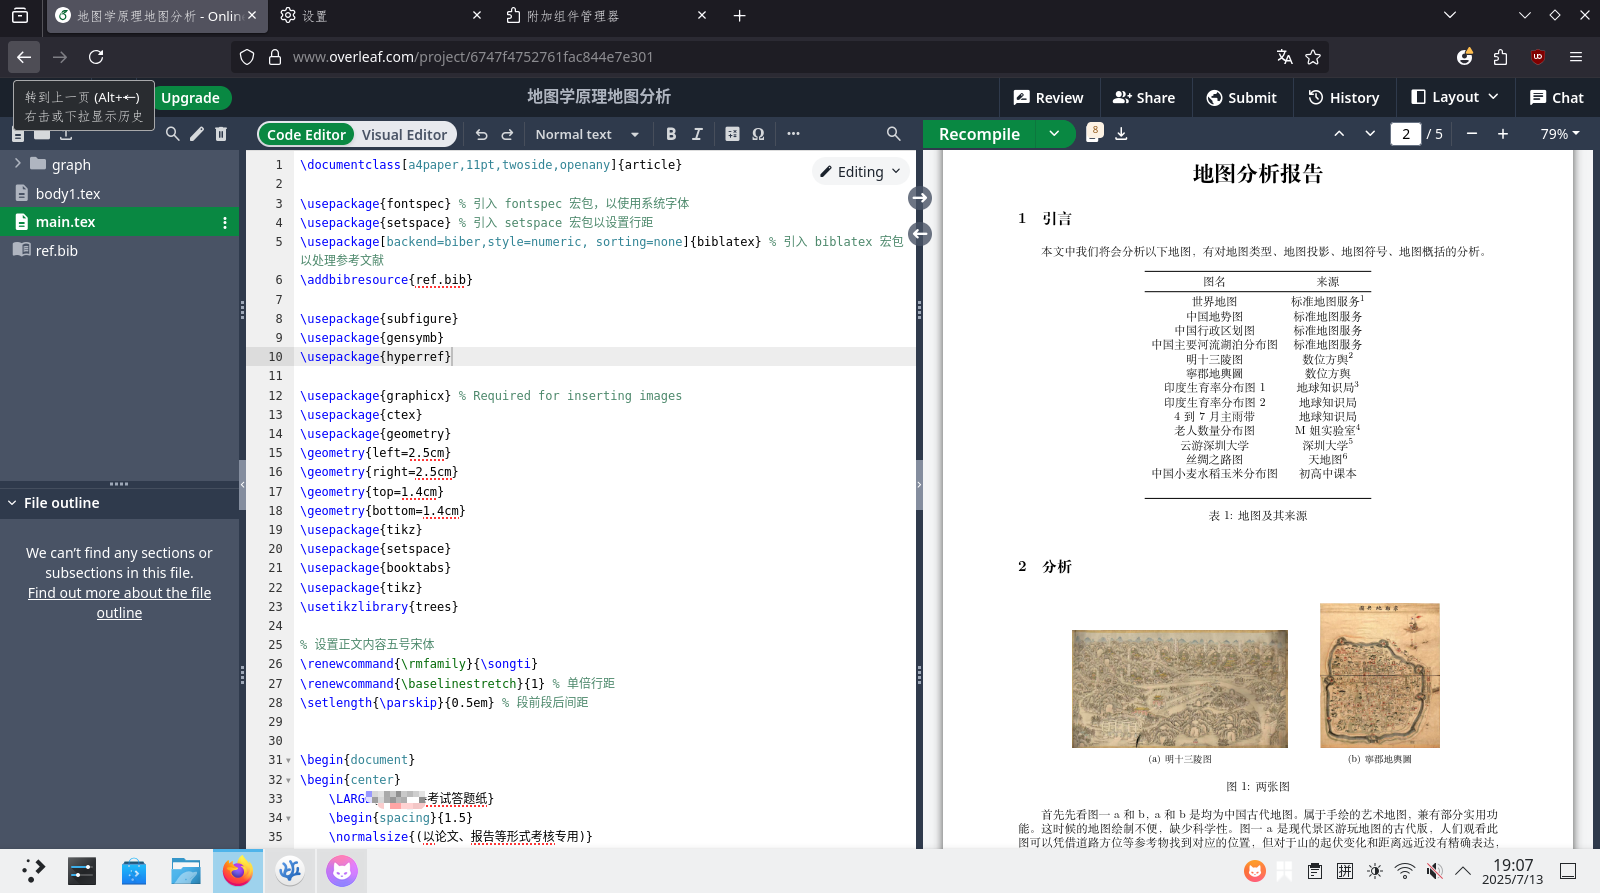 地图学原理地图分析 - Onlin
设置
附加组件管理器
www.overleaf.com/project/6747f4752761fac844e7e301
转到上一页 (Alt+←)
右击或下拉显示历史
Upgrade
地图学原理地图分析
Review
Share
Submit
History
Layout
Chat
Code Editor
Visual Editor
Normal text
B I
Ω
Recompile
8
2 / 5
79%
graph
body1.tex
main.tex
ref.bib
File outline
We can't find any sections or
subsections in this file.
Find out more about the file
outline
Editing
1 \documentclass[a4paper,11pt,twoside,openany]{article}
2
3 \usepackage{fontspec} % 引入 fontspec 宏包，以使用系统字体
4 \usepackage{setspace} % 引入 setspace 宏包以设置行距
5 \usepackage[backend=biber,style=numeric, sorting=none]{biblatex} % 引入 biblatex 宏包
以处理参考文献
6 \addbibresource{ref.bib}
7
8 \usepackage{subfigure}
9 \usepackage{gensymb}
10 \usepackage{hyperref}
11
12 \usepackage{graphicx} % Required for inserting images
13 \usepackage{ctex}
14 \usepackage{geometry}
15 \geometry{left=2.5cm}
16 \geometry{right=2.5cm}
17 \geometry{top=1.4cm}
18 \geometry{bottom=1.4cm}
19 \usepackage{tikz}
20 \usepackage{setspace}
21 \usepackage{booktabs}
22 \usepackage{tikz}
23 \usetikzlibrary{trees}
24
25 % 设置正文内容五号宋体
26 \renewcommand{\rmfamily}{\songti}
27 \renewcommand{\baselinestretch}{1} % 单倍行距
28 \setlength{\parskip}{0.5em} % 段前段后间距
29
30
31 \begin{document}
32 \begin{center}
33 \LARG 考试答题纸}
34 \begin{spacing}{1.5}
35 \normalsize{(以论文、报告等形式考核专用)}
地图分析报告
1 引言
本文中我们将会分析以下地图，有对地图类型、地图投影、地图符号、地图概括的分析。
图名 来源
世界地图 标准地图服务1
中国地势图 标准地图服务
中国行政区划图 标准地图服务
中国主要河流湖泊分布图 标准地图服务
明十三陵图 数位方舆2
寧郡地輿圖 数位方舆
印度生育率分布图 1 地球知识局3
印度生育率分布图 2 地球知识局
4 到 7 月主雨带 地球知识局
老人数量分布图 M 姐实验室4
云游深圳大学 深圳大学5
丝绸之路图 天地图6
中国小麦水稻玉米分布图 初高中课本
表 1: 地图及其来源
2 分析
(a) 明十三陵图
(b) 寧郡地輿圖
图 1: 两张图
首先先看图一 a 和 b，a 和 b 是均为中国古代地图。属于手绘的艺术地图，兼有部分实用功
能。这时候的地图绘制不便，缺少科学性。图一 a 是现代景区游玩地图的古代版，人们观看此
图可以凭借道路方位等参考物找到对应的位置，但对于山的起伏变化和距离远近没有精确表达，
拼
19:07
2025/7/13